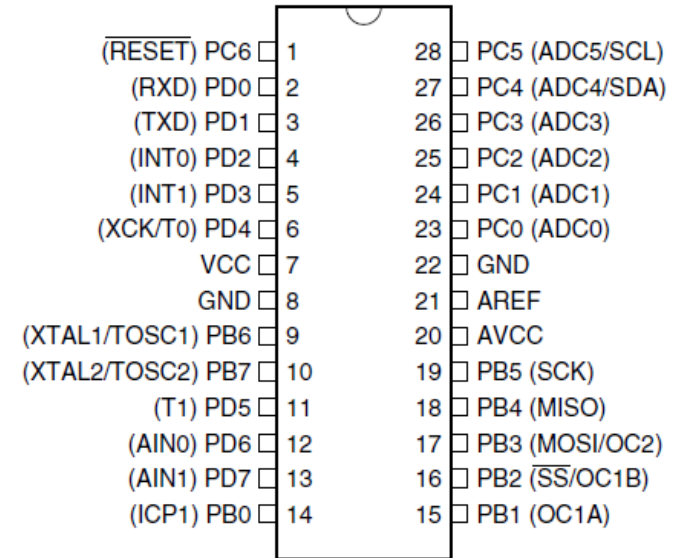 (RESET) PC6 1 28 PC5 (ADC5/SCL)
(RXD) PD0 2 27 PC4 (ADC4/SDA)
(TXD) PD1 3 26 PC3 (ADC3)
(INT0) PD2 4 25 PC2 (ADC2)
(INT1) PD3 5 24 PC1 (ADC1)
(XCK/T0) PD4 6 23 PC0 (ADC0)
VCC 7 22 GND
GND 8 21 AREF
(XTAL1/TOSC1) PB6 9 20 AVCC
(XTAL2/TOSC2) PB7 10 19 PB5 (SCK)
(T1) PD5 11 18 PB4 (MISO)
(AIN0) PD6 12 17 PB3 (MOSI/OC2)
(AIN1) PD7 13 16 PB2 (SS/OC1B)
(ICP1) PB0 14 15 PB1 (OC1A)